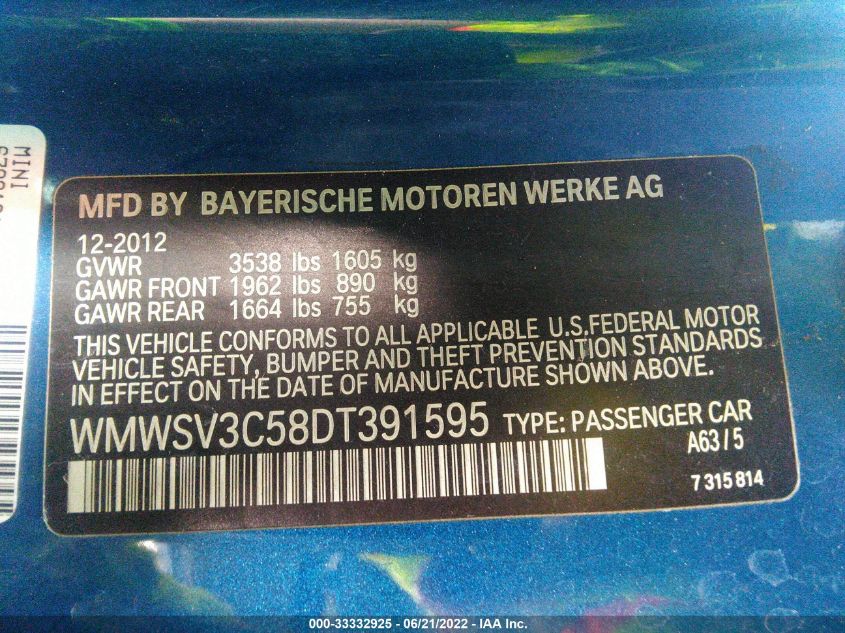 MINI
MFD BY BAYERISCHE MOTOREN WERKE AG
12-2012
GVWR 3538 lbs 1605 kg
GAWR FRONT 1962 lbs 890 kg
GAWR REAR 1664 lbs 755 kg
THIS VEHICLE CONFORMS TO ALL APPLICABLE U.S.FEDERAL MOTOR
VEHICLE SAFETY, BUMPER AND THEFT PREVENTION STANDARDS
IN EFFECT ON THE DATE OF MANUFACTURE SHOWN ABOVE.
WMWSV3C58DT391595 TYPE: PASSENGER CAR
A63/5
7 315 814
000-33332925 - 06/21/2022 - IAA Inc.